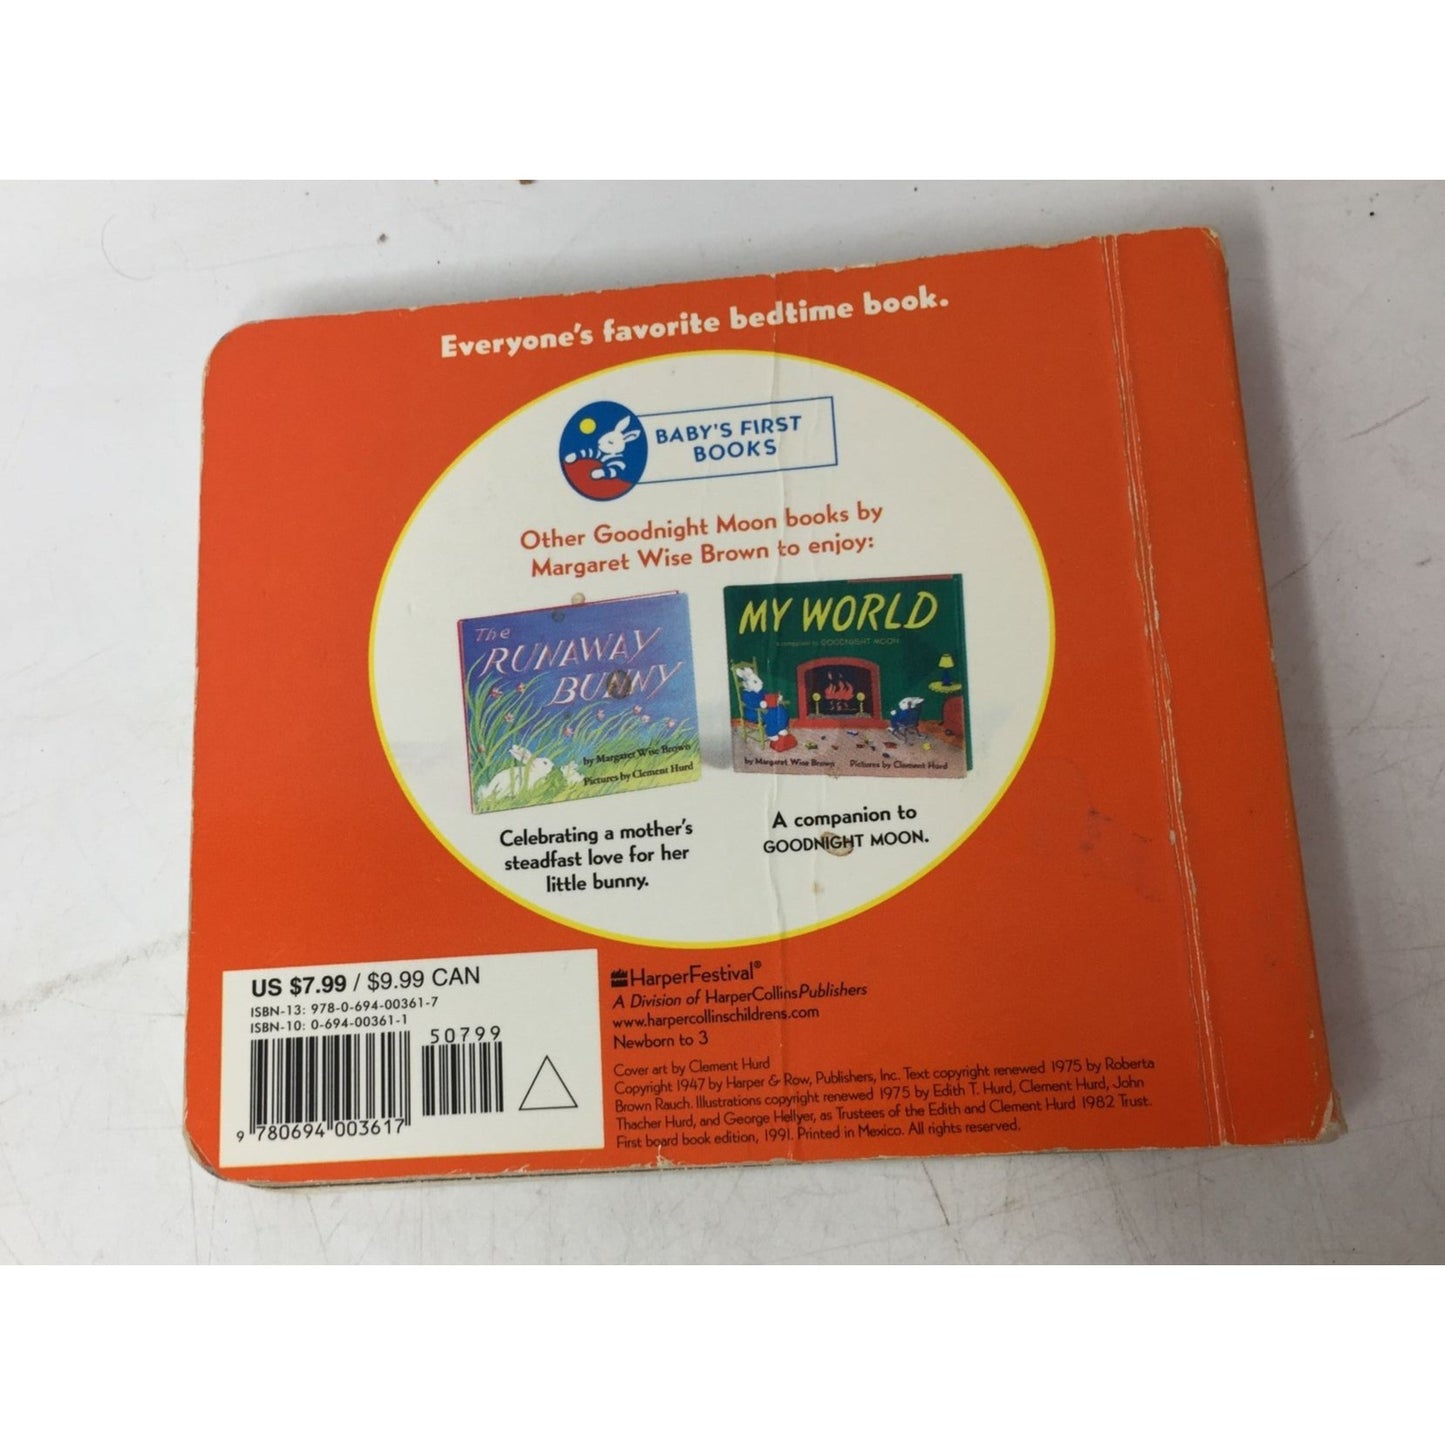 Everyone's favorite bedtime book.
BABY'S FIRST
BOOKS
Other Goodnight Moon books by
Margaret Wise Brown to enjoy:
The
RUNAWAY
BUNNY
by Margaret Wise Brown
Pictures by Clement Hurd
MY WORLD
a companion to GOODNIGHT MOON
by Margaret Wise Brown Pictures by Clement Hurd
Celebrating a mother's
steadfast love for her
little bunny.
A companion to
GOODNIGHT MOON.
US $7.99 / $9.99 CAN
ISBN-13: 978-0-694-00361-7
ISBN-10: 0-694-00361-1
50799
9 780694 003617
HarperFestival®
A Division of HarperCollinsPublishers
www.harpercollinschildrens.com
Newborn to 3
Cover art by Clement Hurd
Copyright 1947 by Harper & Row, Publishers, Inc. Text copyright renewed 1975 by Roberta
Brown Rauch. Illustrations copyright renewed 1975 by Edith T. Hurd, Clement Hurd, John
Thacher Hurd, and George Hellyer, as Trustees of the Edith and Clement Hurd 1982 Trust.
First board book edition, 1991. Printed in Mexico. All rights reserved.